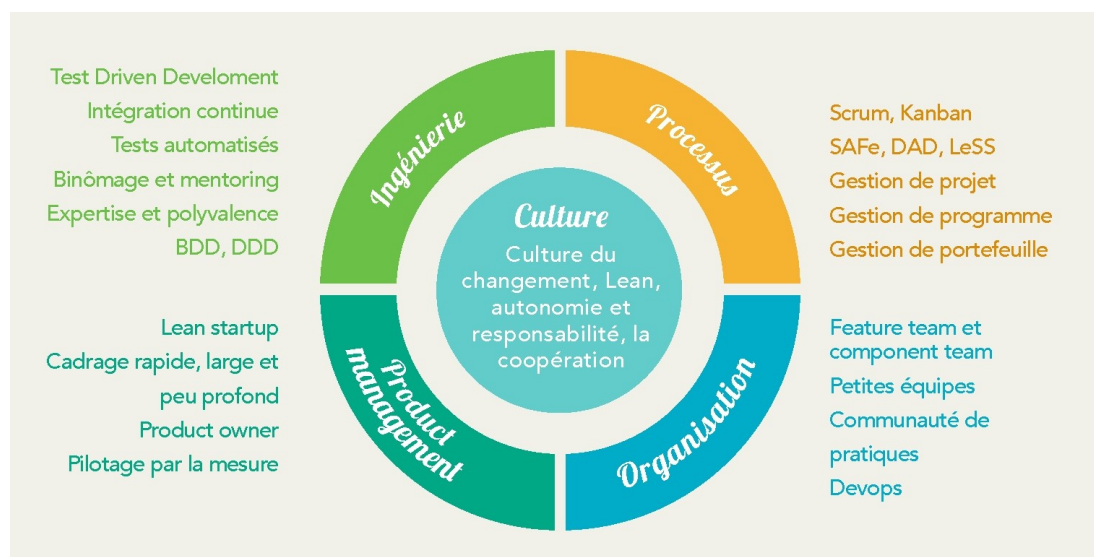 Test Driven Develoment
Intégration continue
Tests automatisés
Binômage et mentoring
Expertise et polyvalence
BDD, DDD
Ingénierie
Processus
Scrum, Kanban
SAFe, DAD, LeSS
Gestion de projet
Gestion de programme
Gestion de portefeuille
Culture
Culture du
changement, Lean,
autonomie et
responsabilité, la
coopération
Lean startup
Cadrage rapide, large et
peu profond
Product owner
Pilotage par la mesure
Product
management
Organisation
Feature team et
component team
Petites équipes
Communauté de
pratiques
Devops